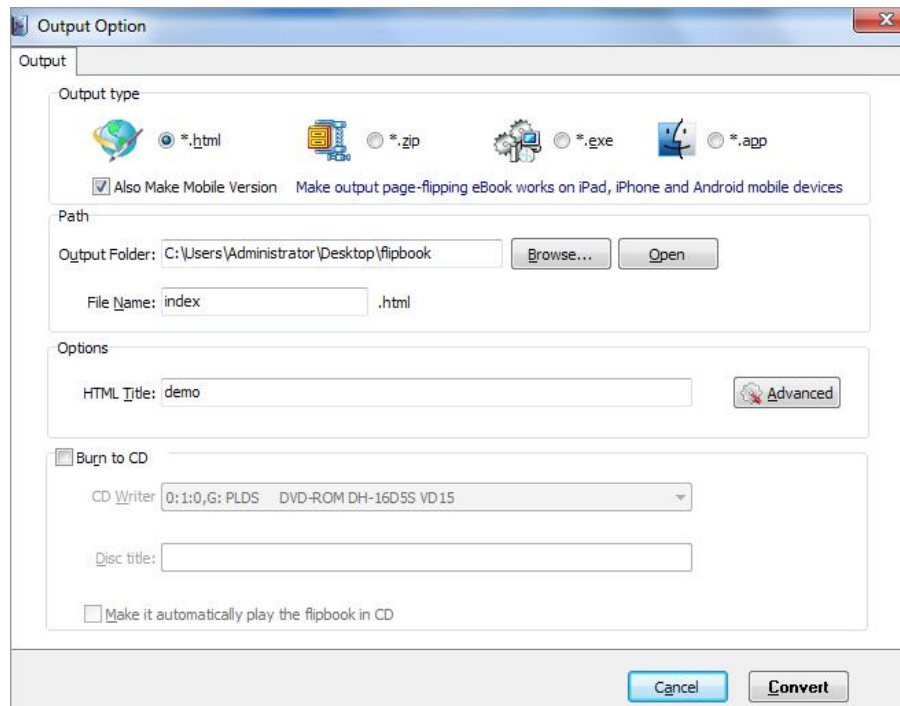 Output Option
Output
Output type
*.html *.zip *.exe *.app
Also Make Mobile Version Make output page-flipping eBook works on iPad, iPhone and Android mobile devices
Path
Output Folder: C:\Users\Administrator\Desktop\flipbook Browse... Open
File Name: index .html
Options
HTML Title: demo Advanced
Burn to CD
CD Writer 0:1:0,G: PLDS DVD-ROM DH-16D5S VD15
Disc title:
Make it automatically play the flipbook in CD
Cancel Convert